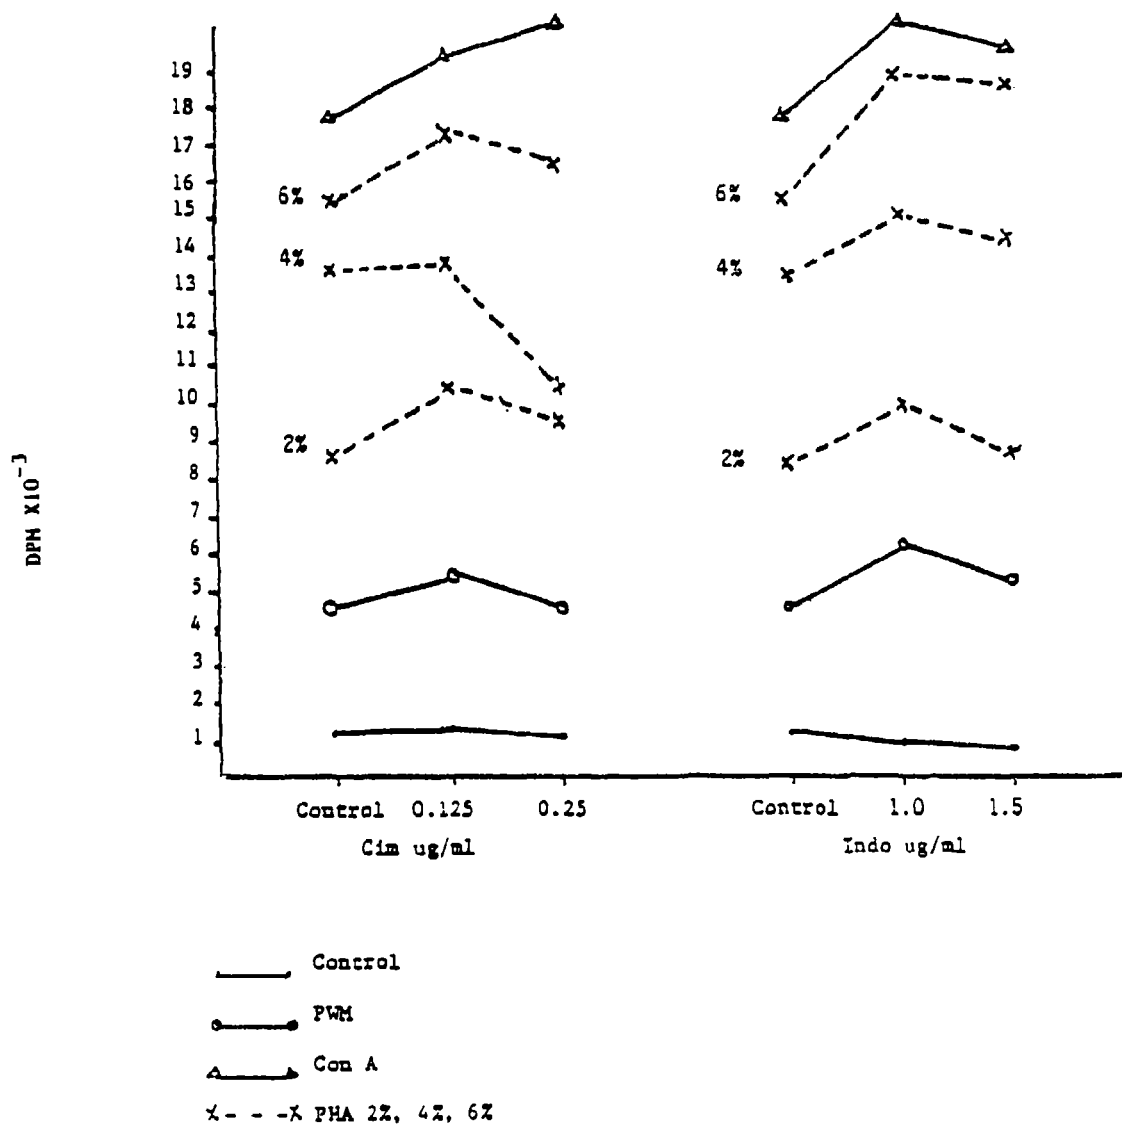 19
18
17
16
15
14
13
12
11
10
9
8
7
6
5
4
3
2
1
DPM X10⁻³
6%
4%
2%
6%
4%
2%
Control 0.125 0.25
Cim ug/ml
Control 1.0 1.5
Indo ug/ml
Control
PWM
Con A
X- - -X PHA 2%, 4%, 6%